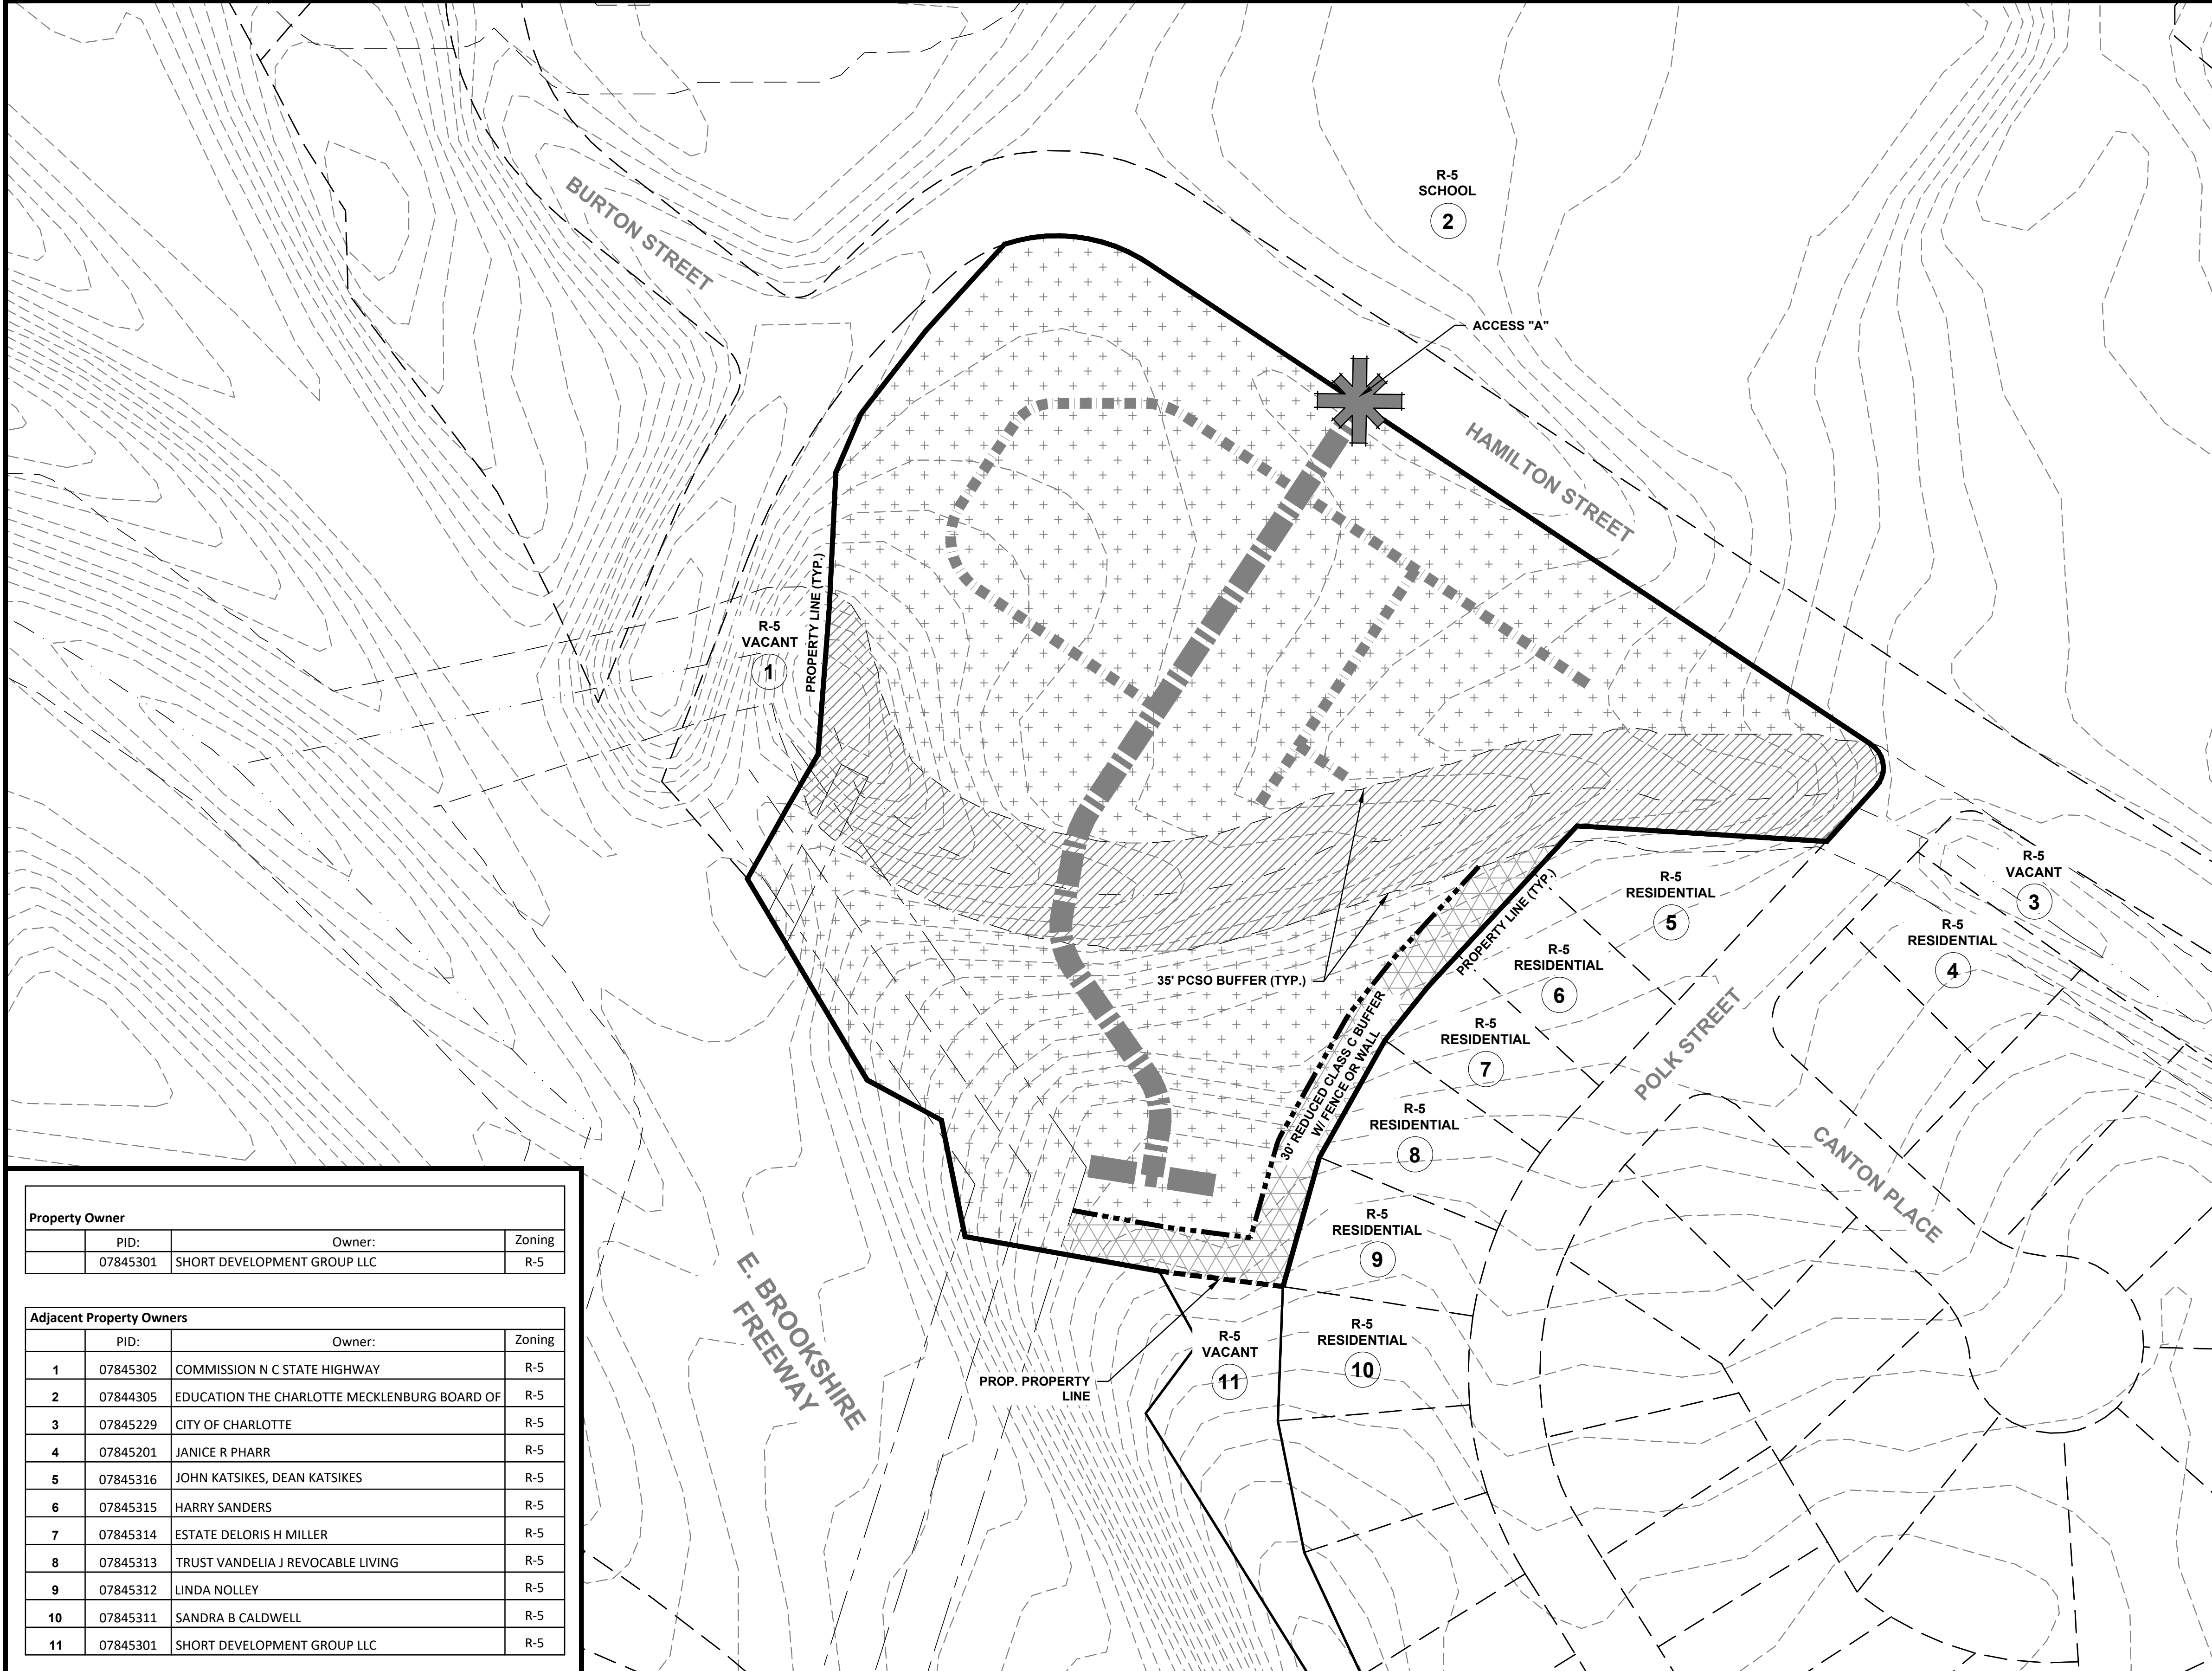 R-5
SCHOOL
2
BURTON STREET
ACCESS "A"
HAMILTON STREET
PROPERTY LINE (TYP.)
R-5
VACANT
1
R-5
VACANT
3
R-5
RESIDENTIAL
4
R-5
RESIDENTIAL
5
PROPERTY LINE (TYP.)
R-5
RESIDENTIAL
6
35' PCSO BUFFER (TYP.)
30' REDUCED CLASS C BUFFER
W/ FENCE OR WALL
R-5
RESIDENTIAL
7
POLK STREET
R-5
RESIDENTIAL
8
CANTON PLACE
R-5
RESIDENTIAL
9
E. BROOKSHIRE
FREEWAY
R-5
VACANT
11
R-5
RESIDENTIAL
10
PROP. PROPERTY
LINE
Property Owner
PID: Owner: Zoning
07845301 SHORT DEVELOPMENT GROUP LLC R-5
Adjacent Property Owners
PID: Owner: Zoning
1 07845302 COMMISSION N C STATE HIGHWAY R-5
2 07844305 EDUCATION THE CHARLOTTE MECKLENBURG BOARD OF R-5
3 07845229 CITY OF CHARLOTTE R-5
4 07845201 JANICE R PHARR R-5
5 07845316 JOHN KATSIKES, DEAN KATSIKES R-5
6 07845315 HARRY SANDERS R-5
7 07845314 ESTATE DELORIS H MILLER R-5
8 07845313 TRUST VANDELIA J REVOCABLE LIVING R-5
9 07845312 LINDA NOLLEY R-5
10 07845311 SANDRA B CALDWELL R-5
11 07845301 SHORT DEVELOPMENT GROUP LLC R-5